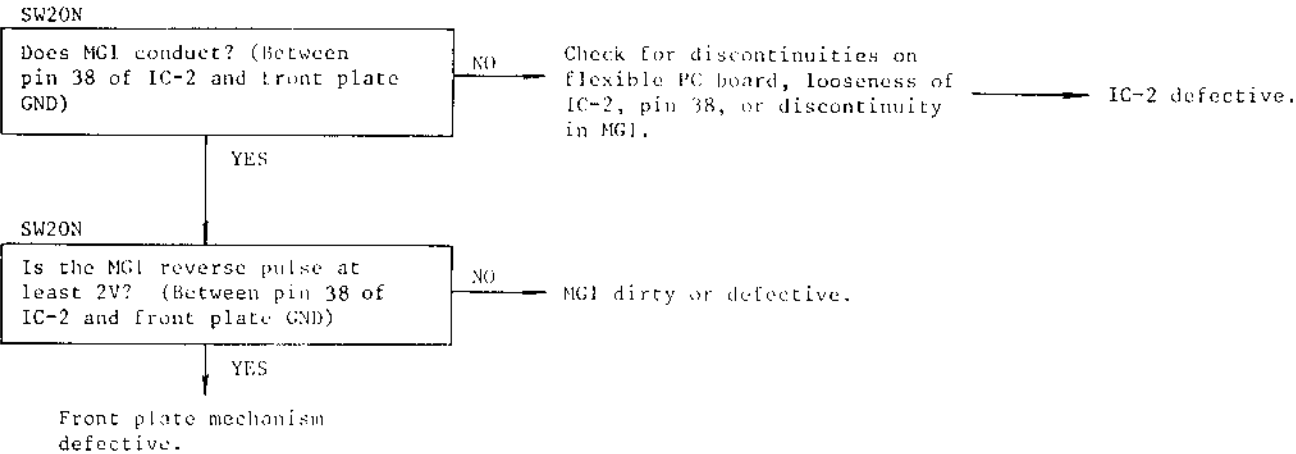 SW2ON
Does MG1 conduct? (Between
pin 38 of IC-2 and front plate
GND)
NO
Check for discontinuities on
flexible PC board, looseness of
IC-2, pin 38, or discontinuity
in MG1.
IC-2 defective.
YES
SW2ON
Is the MG1 reverse pulse at
least 2V? (Between pin 38 of
IC-2 and front plate GND)
NO
MG1 dirty or defective.
YES
Front plate mechanism
defective.